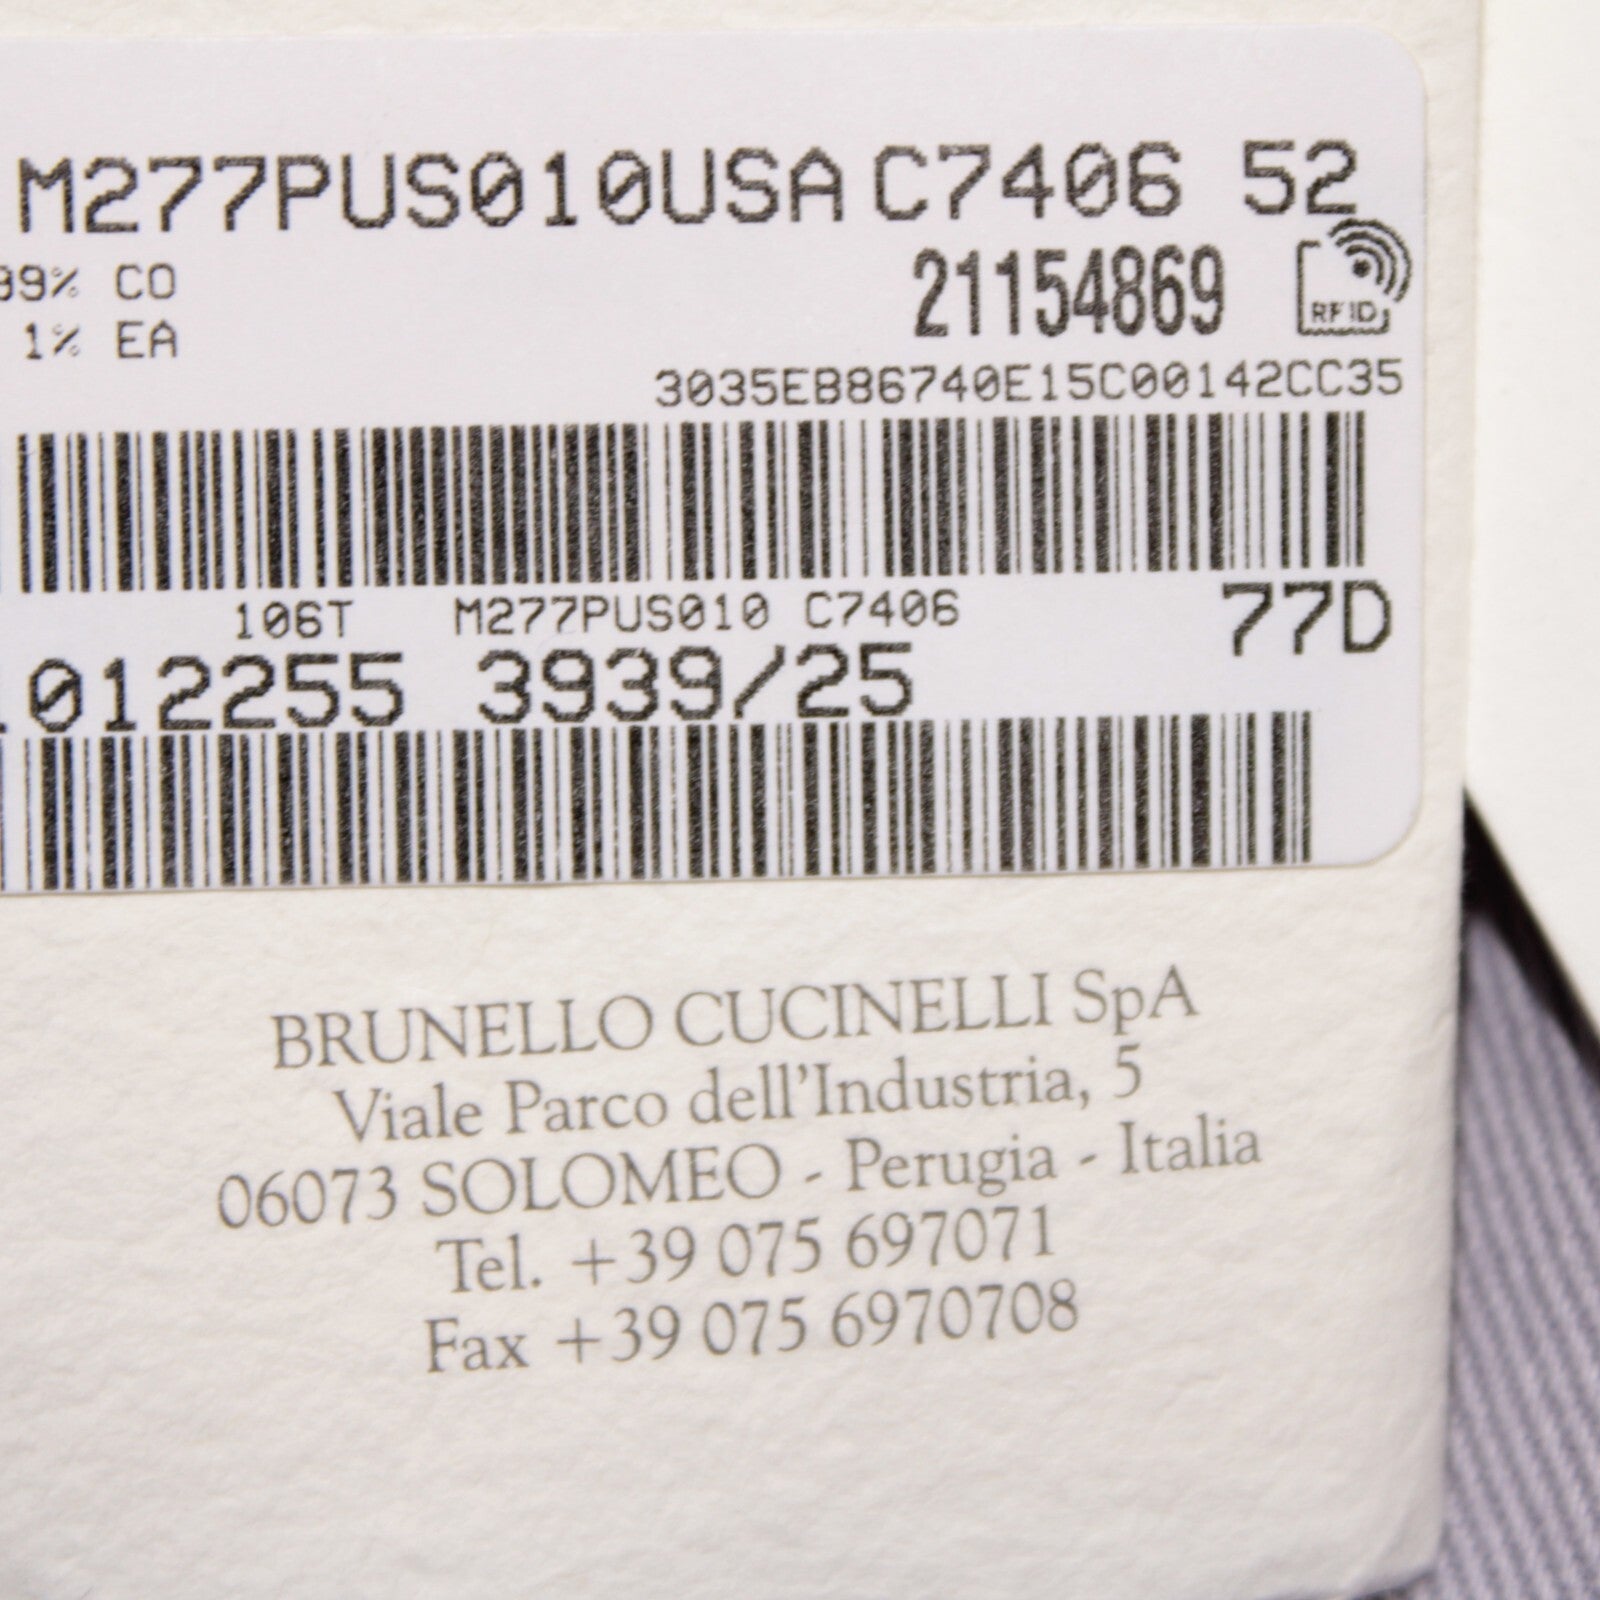 M277PUS010USA C7406 52
99% CO
21154869
RFID
1% EA
3035EB86740E15C00142CC35
106T M277PUS010 C7406 77D
1012255 3939/25
BRUNELLO CUCINELLI SpA
Viale Parco dell'Industria, 5
06073 SOLOMEO - Perugia - Italia
Tel. +39 075 697071
Fax +39 075 6970708